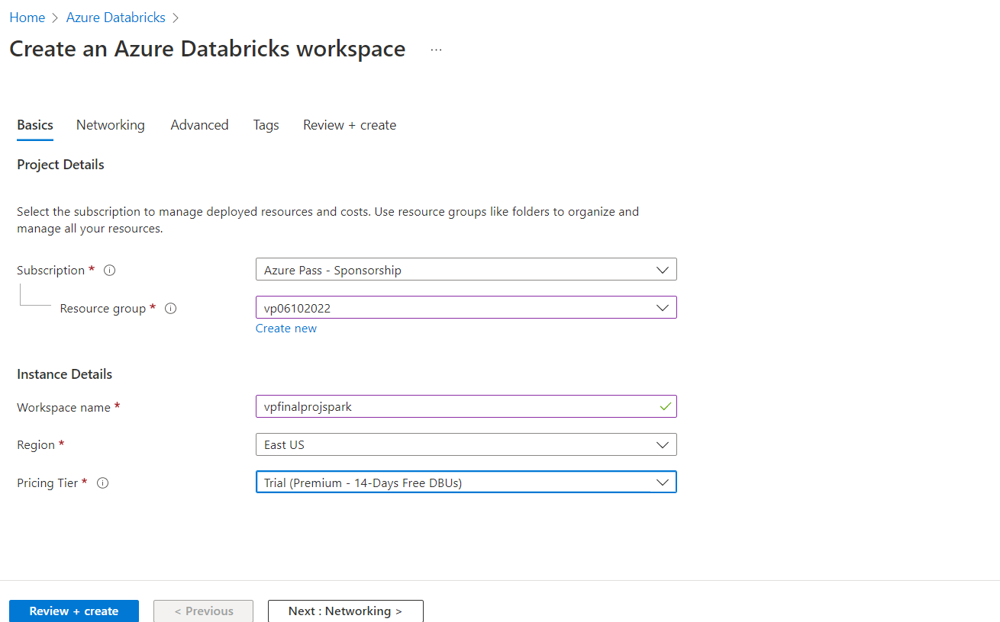 Home > Azure Databricks >
Create an Azure Databricks workspace ...
Basics Networking Advanced Tags Review + create
Project Details
Select the subscription to manage deployed resources and costs. Use resource groups like folders to organize and
manage all your resources.
Subscription * Azure Pass - Sponsorship
Resource group * vp06102022
Create new
Instance Details
Workspace name * vpfinalprojspark
Region * East US
Pricing Tier * Trial (Premium - 14-Days Free DBUs)
Review + create < Previous Next : Networking >